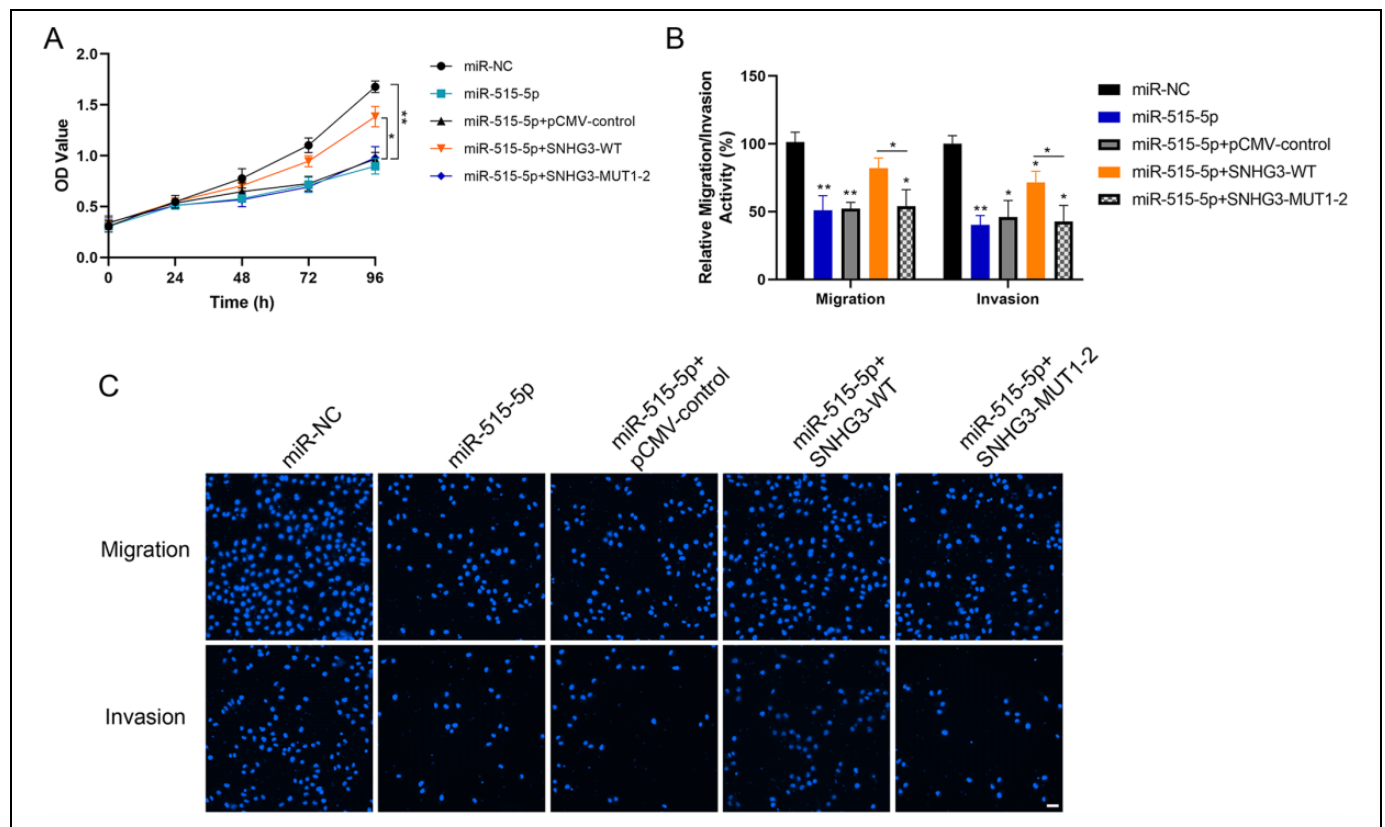 A
2.0
1.5
1.0
0.5
0.0
OD Value
0
24
48
72
96
Time (h)
*
**
miR-NC
miR-515-5p
miR-515-5p+pCMV-control
miR-515-5p+SNHG3-WT
miR-515-5p+SNHG3-MUT1-2
B
150
100
50
0
Relative Migration/Invasion
Activity (%)
**
**
*
*
**
*
*
*
*
Migration
Invasion
miR-NC
miR-515-5p
miR-515-5p+pCMV-control
miR-515-5p+SNHG3-WT
miR-515-5p+SNHG3-MUT1-2
C
miR-NC
miR-515-5p
miR-515-5p+
pCMV-control
miR-515-5p+
SNHG3-WT
miR-515-5p+
SNHG3-MUT1-2
Migration
Invasion